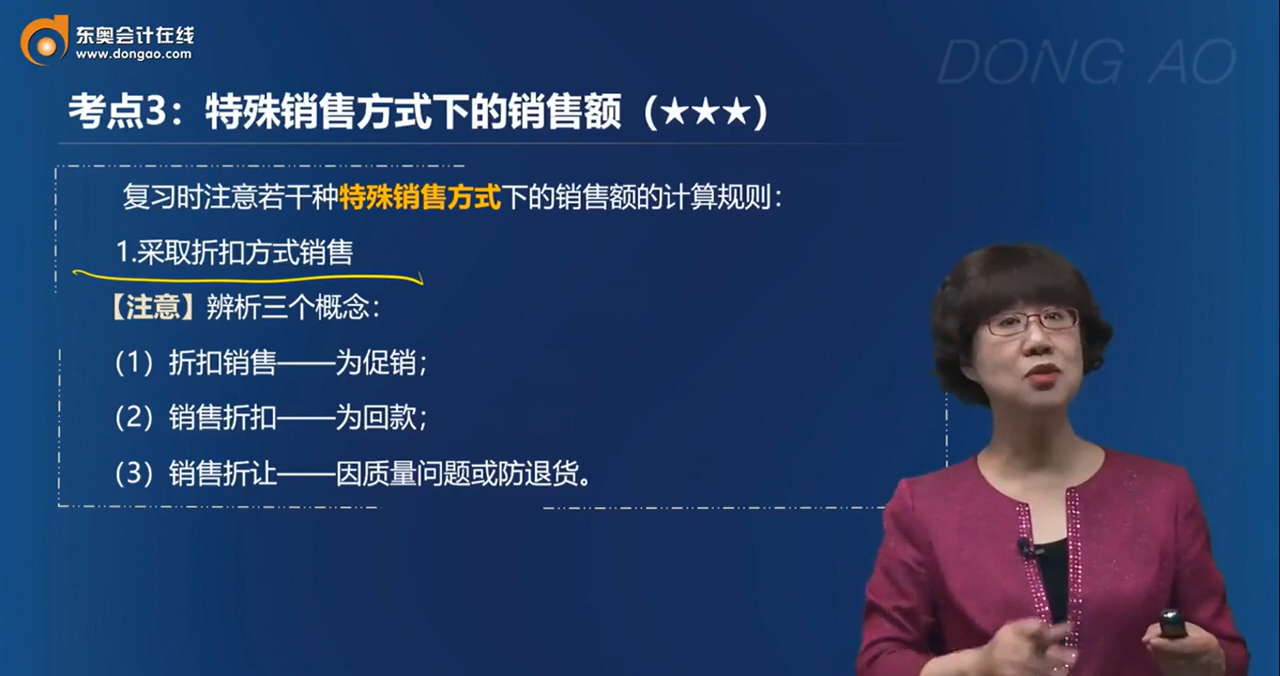 东奥会计在线
www.dongao.com
DONG AO
考点3：特殊销售方式下的销售额（★★★）
复习时注意若干种特殊销售方式下的销售额的计算规则：
1.采取折扣方式销售
【注意】辨析三个概念：
（1）折扣销售——为促销；
（2）销售折扣——为回款；
（3）销售折让——因质量问题或防退货。